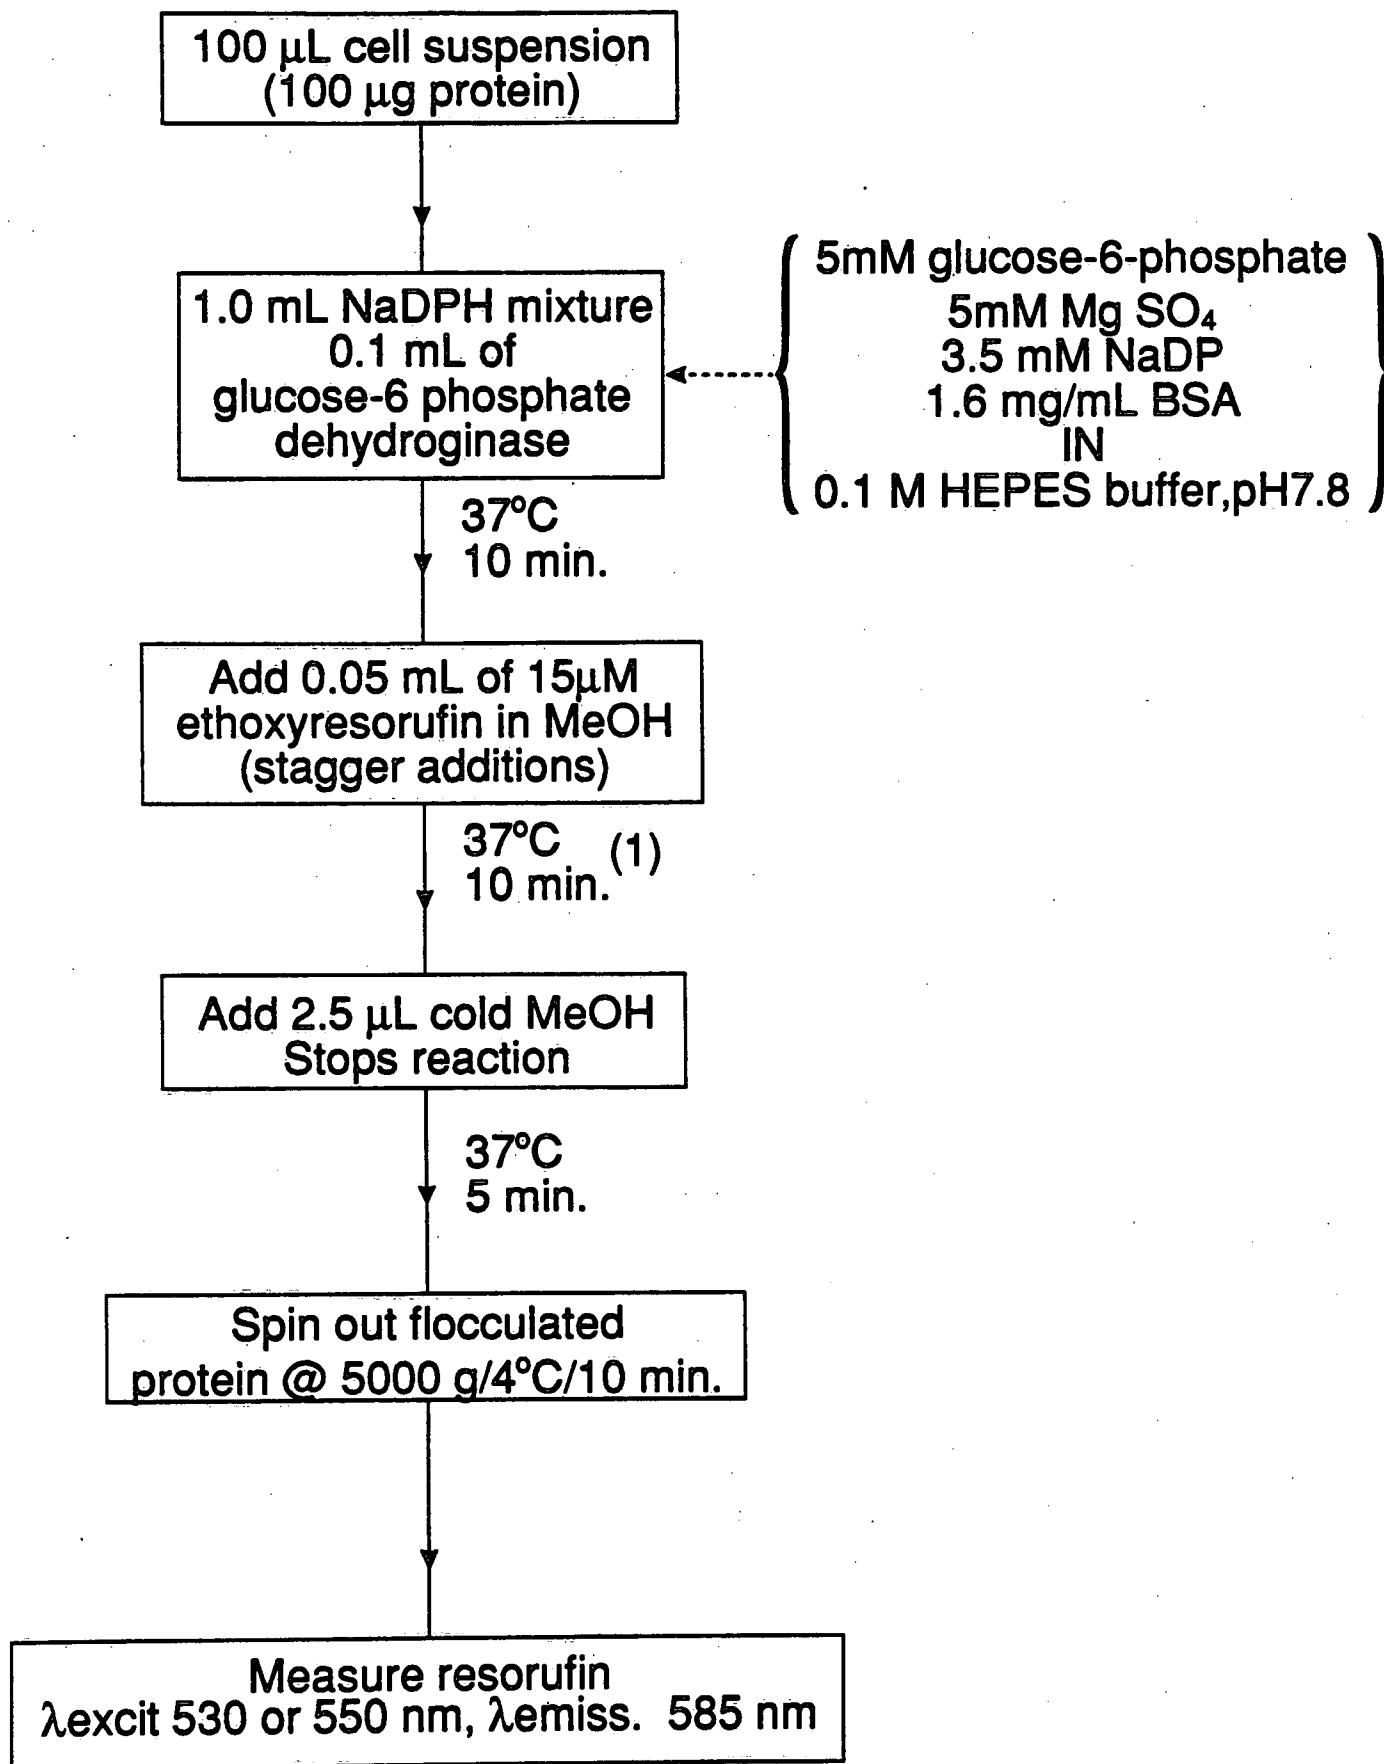 100 µL cell suspension
(100 µg protein)
1.0 mL NaDPH mixture
0.1 mL of
glucose-6 phosphate
dehydroginase
5mM glucose-6-phosphate
5mM Mg SO₄
3.5 mM NaDP
1.6 mg/mL BSA
IN
0.1 M HEPES buffer,pH7.8
37°C
10 min.
Add 0.05 mL of 15µM
ethoxyresorufin in MeOH
(stagger additions)
37°C (1)
10 min.
Add 2.5 µL cold MeOH
Stops reaction
37°C
5 min.
Spin out flocculated
protein @ 5000 g/4°C/10 min.
Measure resorufin
λexcit 530 or 550 nm, λemiss. 585 nm